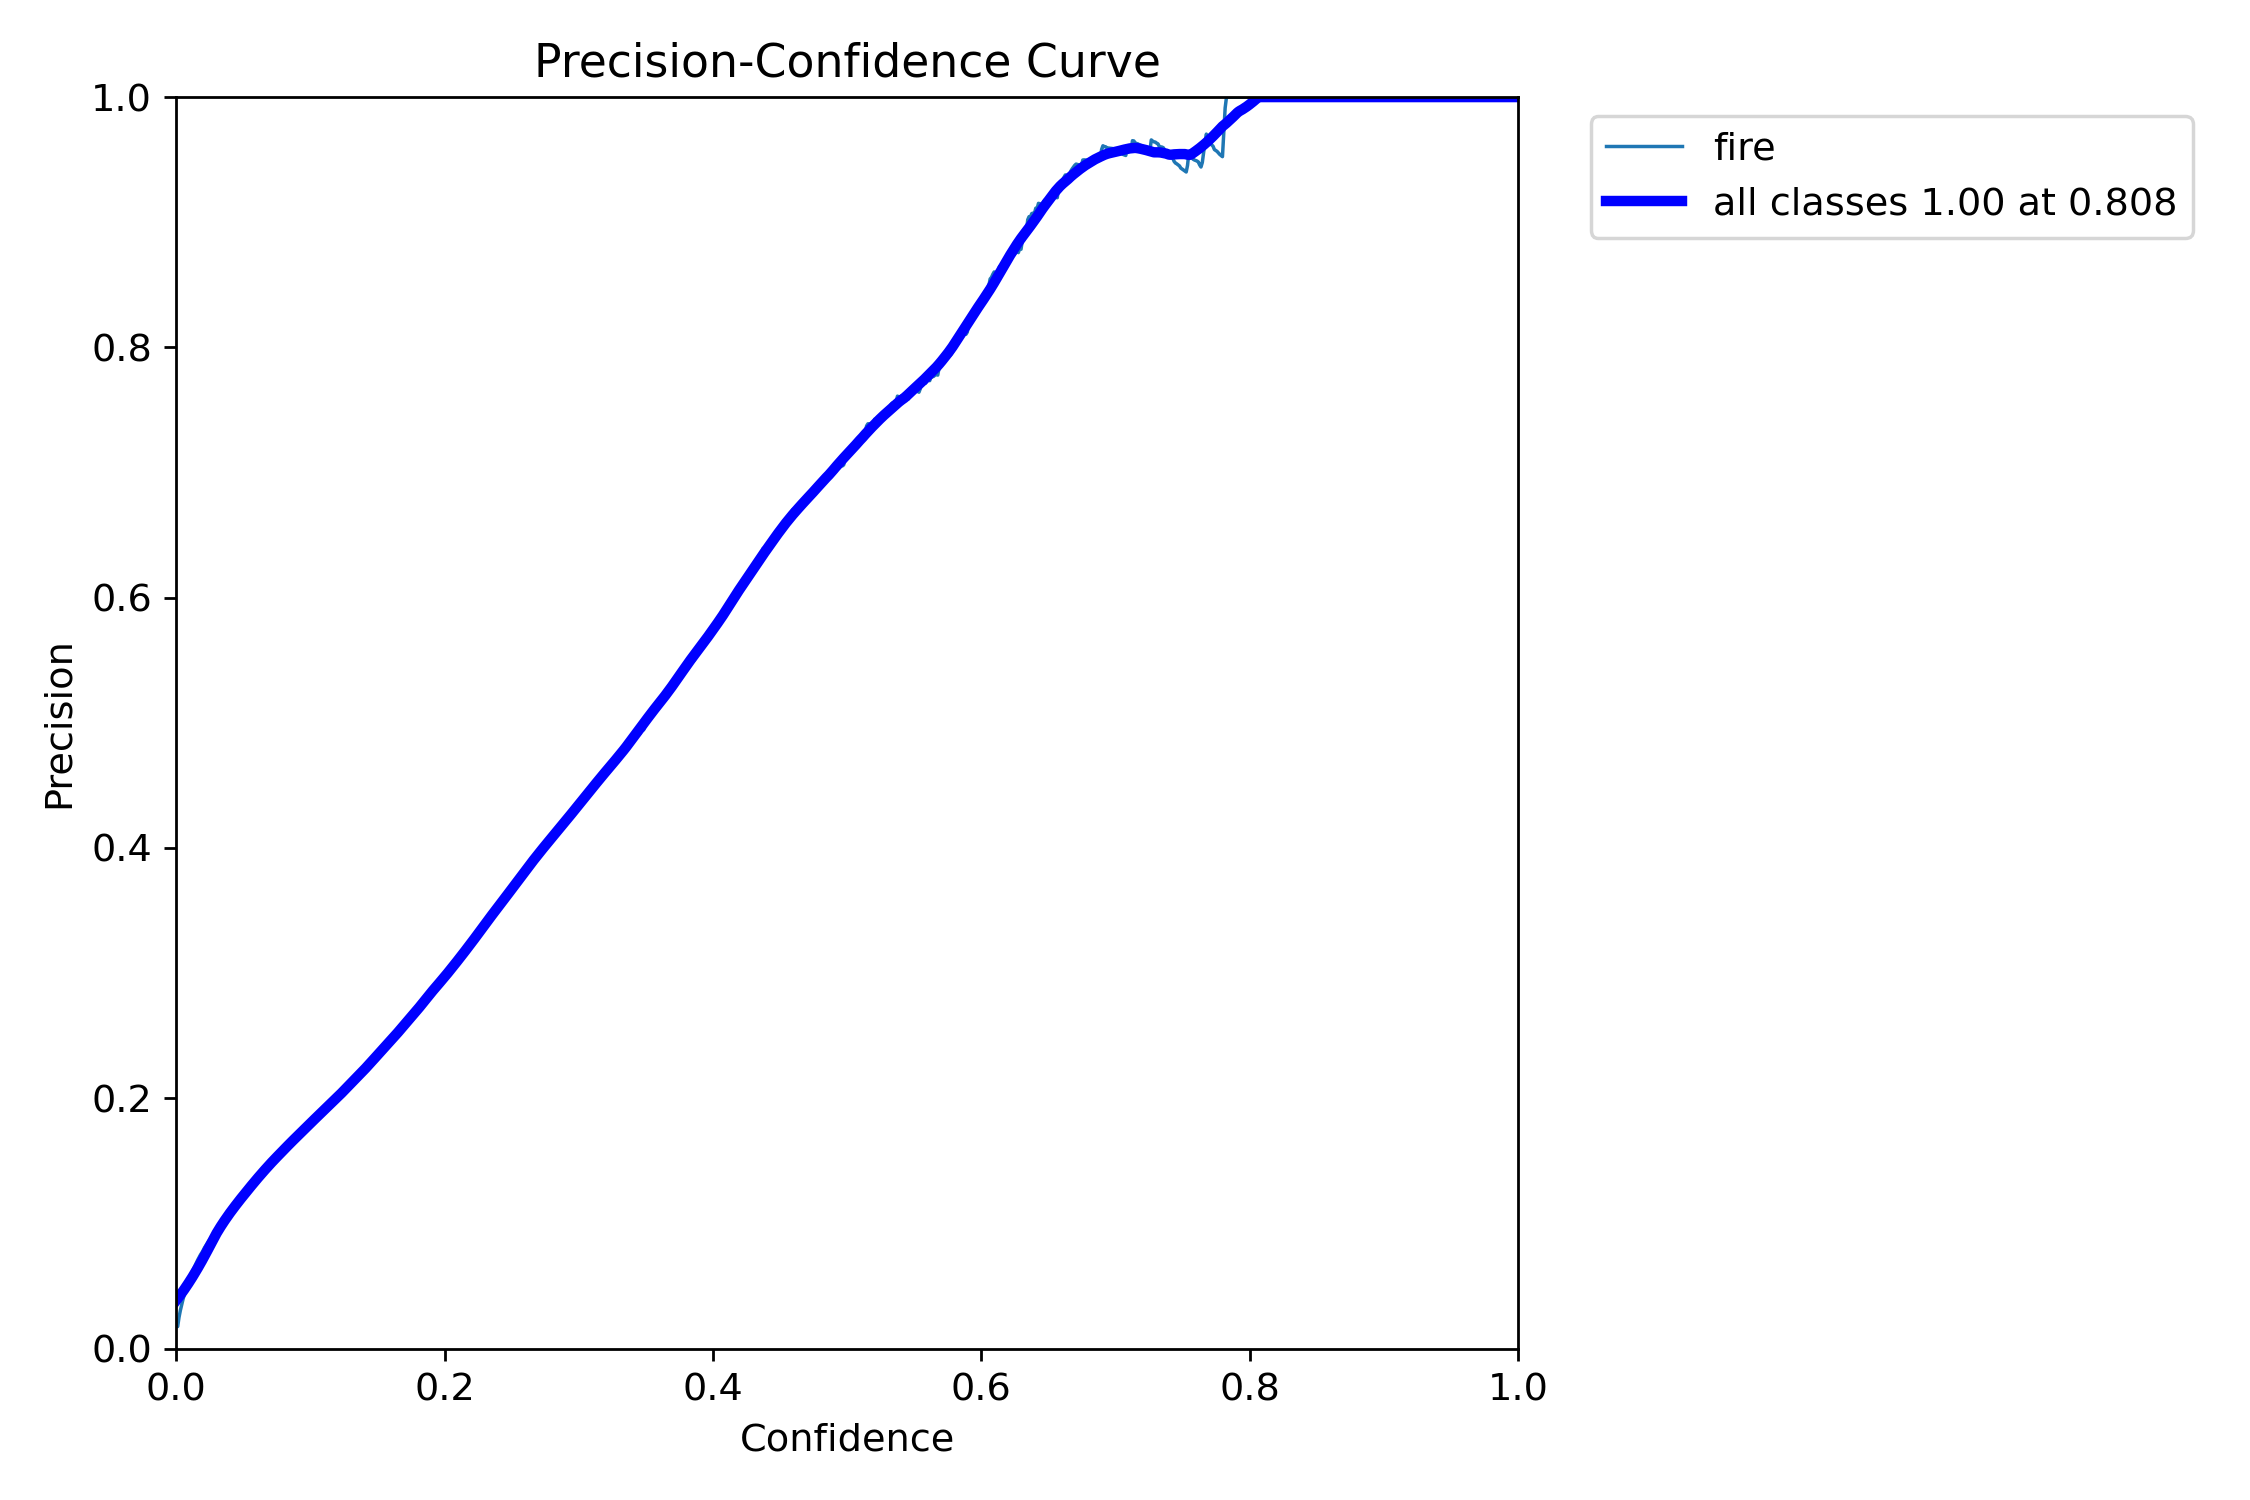 Precision-Confidence Curve
1.0
0.8
0.6
0.4
0.2
0.0
Precision
0.0 0.2 0.4 0.6 0.8 1.0
Confidence
fire
all classes 1.00 at 0.808